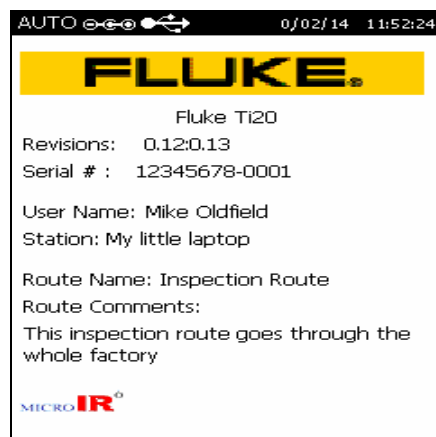 AUTO 0/02/14 11:52:24
FLUKE®
Fluke Ti20
Revisions: 0.12:0.13
Serial # : 12345678-0001
User Name: Mike Oldfield
Station: My little laptop
Route Name: Inspection Route
Route Comments:
This inspection route goes through the
whole factory
MICRO IR